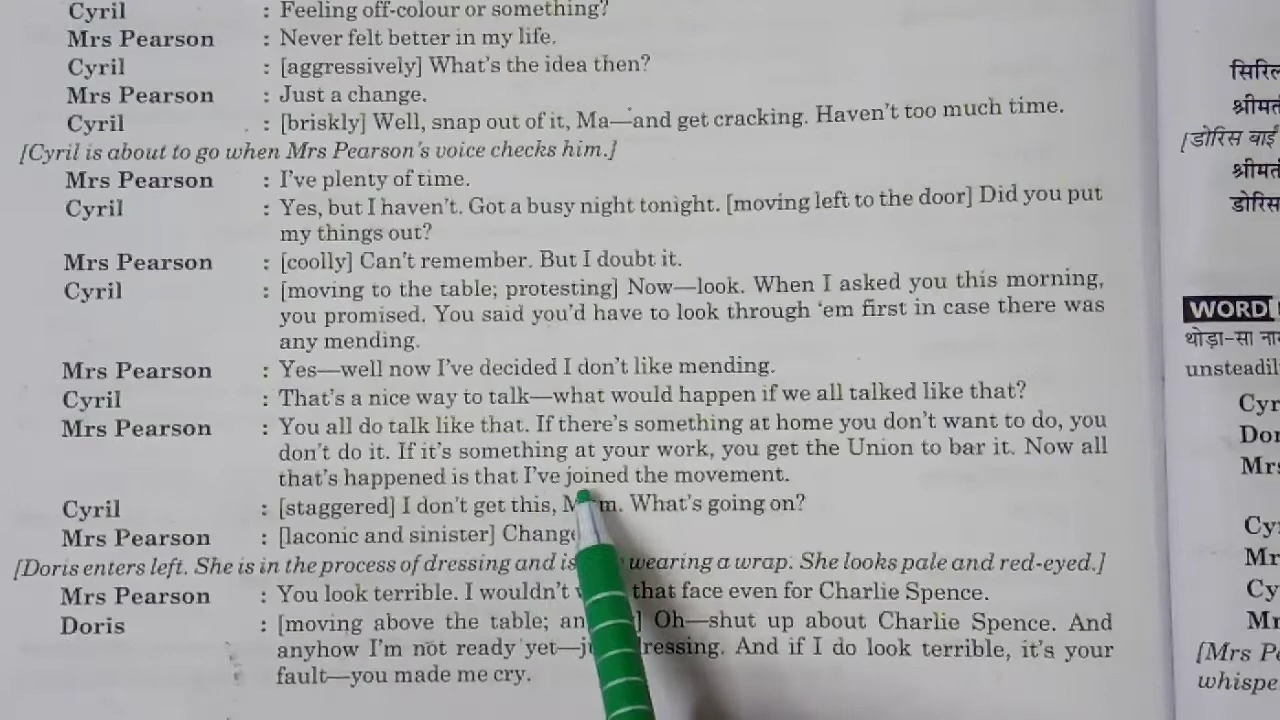 Cyril : Feeling off-colour or something?
Mrs Pearson : Never felt better in my life.
Cyril : [aggressively] What's the idea then?
Mrs Pearson : Just a change.
Cyril : [briskly] Well, snap out of it, Ma—and get cracking. Haven't too much time.
[Cyril is about to go when Mrs Pearson's voice checks him.]
Mrs Pearson : I've plenty of time.
Cyril : Yes, but I haven't. Got a busy night tonight. [moving left to the door] Did you put
my things out?
Mrs Pearson : [coolly] Can't remember. But I doubt it.
Cyril : [moving to the table; protesting] Now—look. When I asked you this morning,
you promised. You said you'd have to look through 'em first in case there was
any mending.
Mrs Pearson : Yes—well now I've decided I don't like mending.
Cyril : That's a nice way to talk—what would happen if we all talked like that?
Mrs Pearson : You all do talk like that. If there's something at home you don't want to do, you
don't do it. If it's something at your work, you get the Union to bar it. Now all
that's happened is that I've joined the movement.
Cyril : [staggered] I don't get this, M m. What's going on?
Mrs Pearson : [laconic and sinister] Change
[Doris enters left. She is in the process of dressing and is wearing a wrap. She looks pale and red-eyed.]
Mrs Pearson : You look terrible. I wouldn't that face even for Charlie Spence.
Doris : [moving above the table; an ] Oh—shut up about Charlie Spence. And
anyhow I'm not ready yet—j ressing. And if I do look terrible, it's your
fault—you made me cry.
[डोरिस
डोरिस
WORD
थोड़ा-सा
unsteadil
Cyr
Dor
Mrs
Cy
Mr
Cy
Mr
[Mrs Pe
whispe